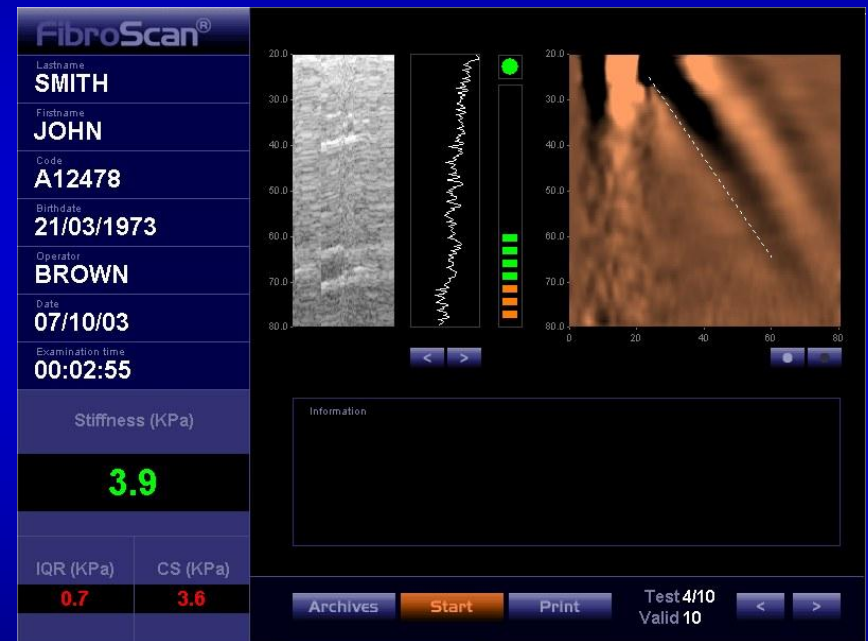 FibroScan®
Lastname
SMITH
Firstname
JOHN
Code
A12478
Birthdate
21/03/1973
Operator
BROWN
Date
07/10/03
Examination time
00:02:55
Stiffness (KPa)
3.9
IQR (KPa) CS (KPa)
0.7 3.6
20.0
30.0
40.0
50.0
60.0
70.0
80.0
< >
20.0
30.0
40.0
50.0
60.0
70.0
80.0
0 20 40 60 80
Information
Archives Start Print
Test 4/10
Valid 10
< >